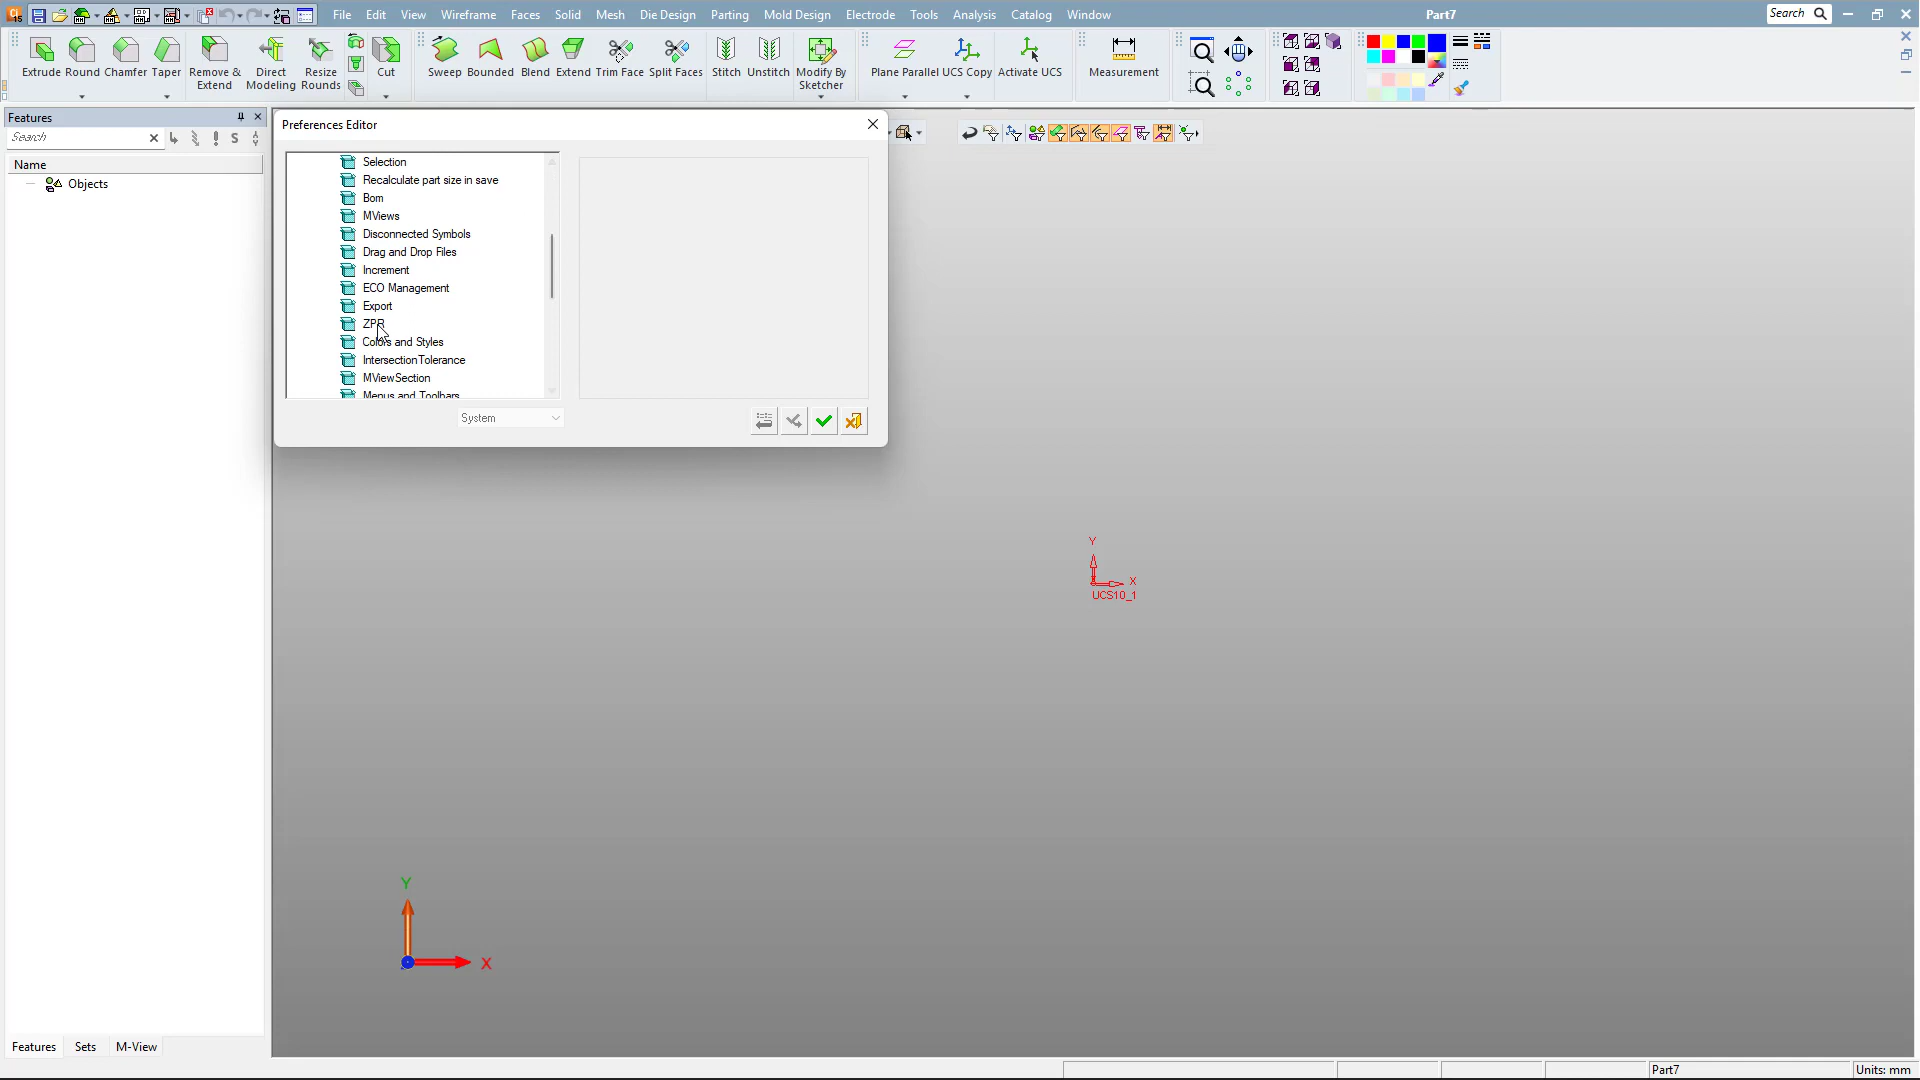 File Edit View Wireframe Faces Solid Mesh Die Design Parting Mold Design Electrode Tools Analysis Catalog Window Part7 Search
Extrude Round Chamfer Taper Remove & Extend Direct Modeling Resize Rounds Cut Sweep Bounded Blend Extend Trim Face Split Faces Stitch Unstitch Modify By Sketcher Plane Parallel UCS Copy Activate UCS Measurement
Features
Search
S
Name
Objects
Preferences Editor
Selection
Recalculate part size in save
Bom
MViews
Disconnected Symbols
Drag and Drop Files
Increment
ECO Management
Export
ZPR
Colors and Styles
IntersectionTolerance
MViewSection
Menus and Toolbars
System
Y
X
UCS10_1
Y
X
Features Sets M-View
Part7 Units: mm